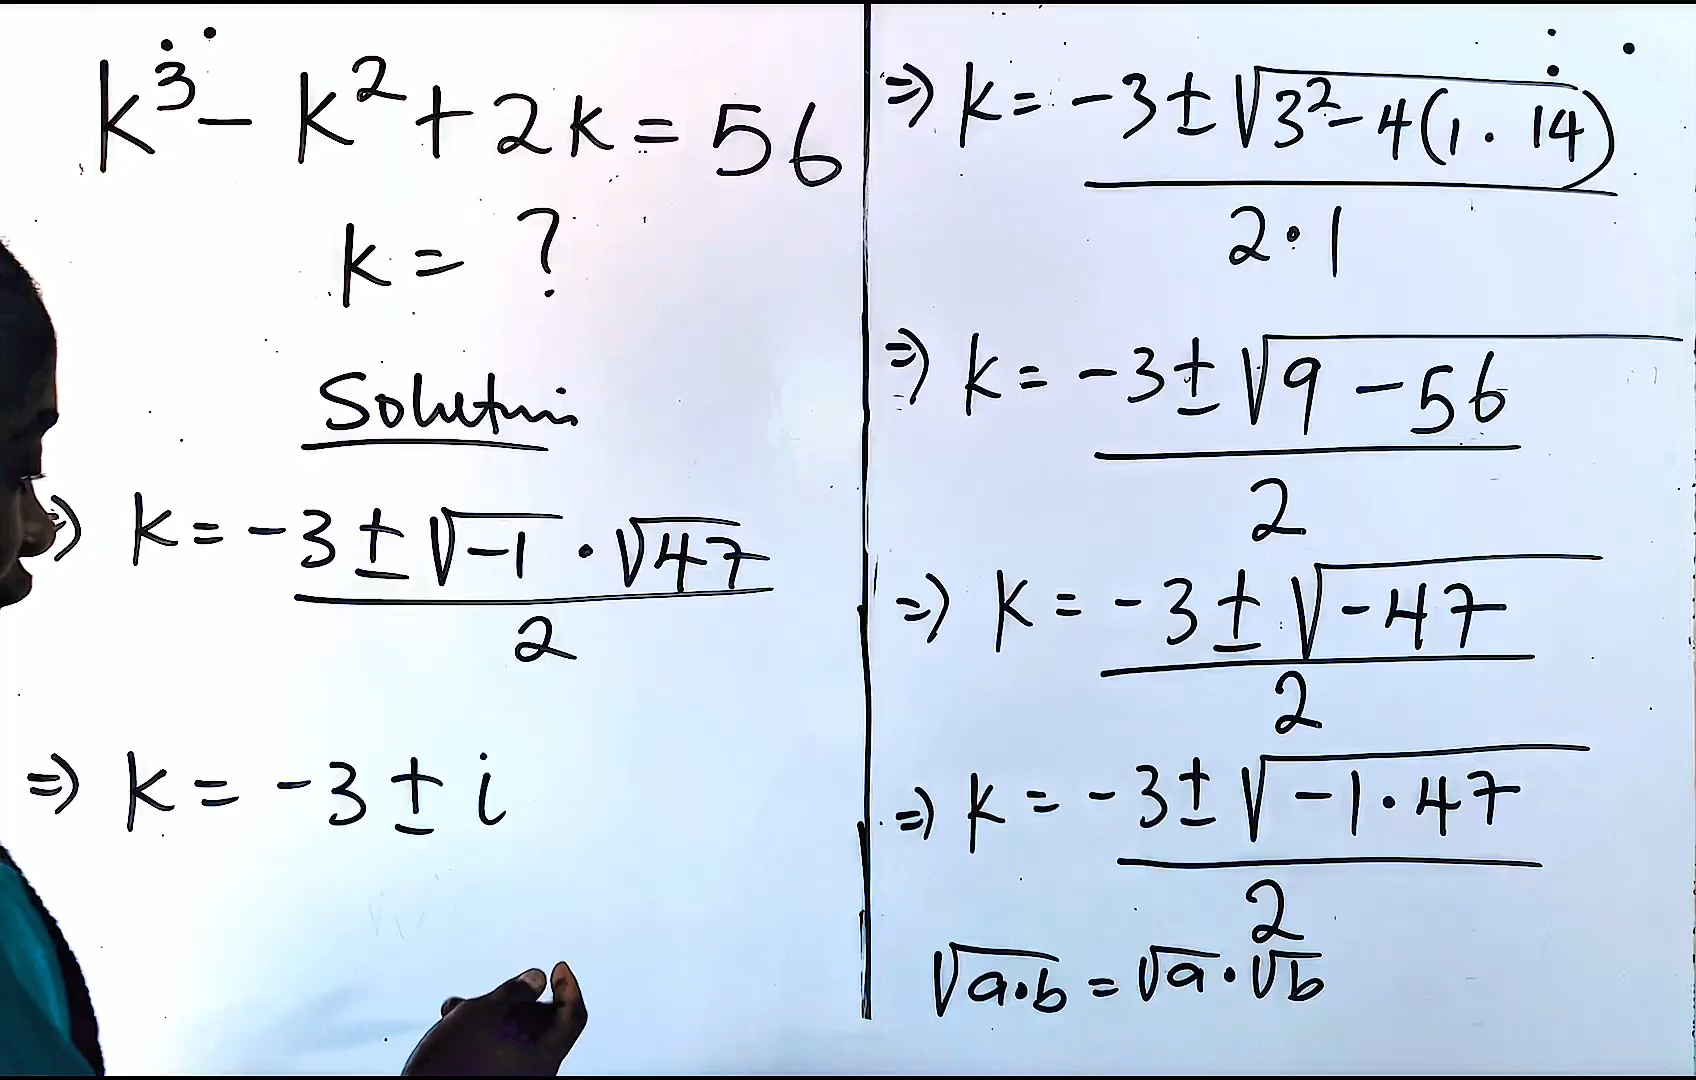 k³ - k² + 2k = 56
k = ?
Solution
⇒ k = -3 ± √-1 · √47
2
⇒ k = -3 ± i
⇒ k = -3 ± √3² - 4(1 · 14)
2 · 1
⇒ k = -3 ± √9 - 56
2
⇒ k = -3 ± √-47
2
⇒ k = -3 ± √-1 · 47
2
√a·b = √a · √b